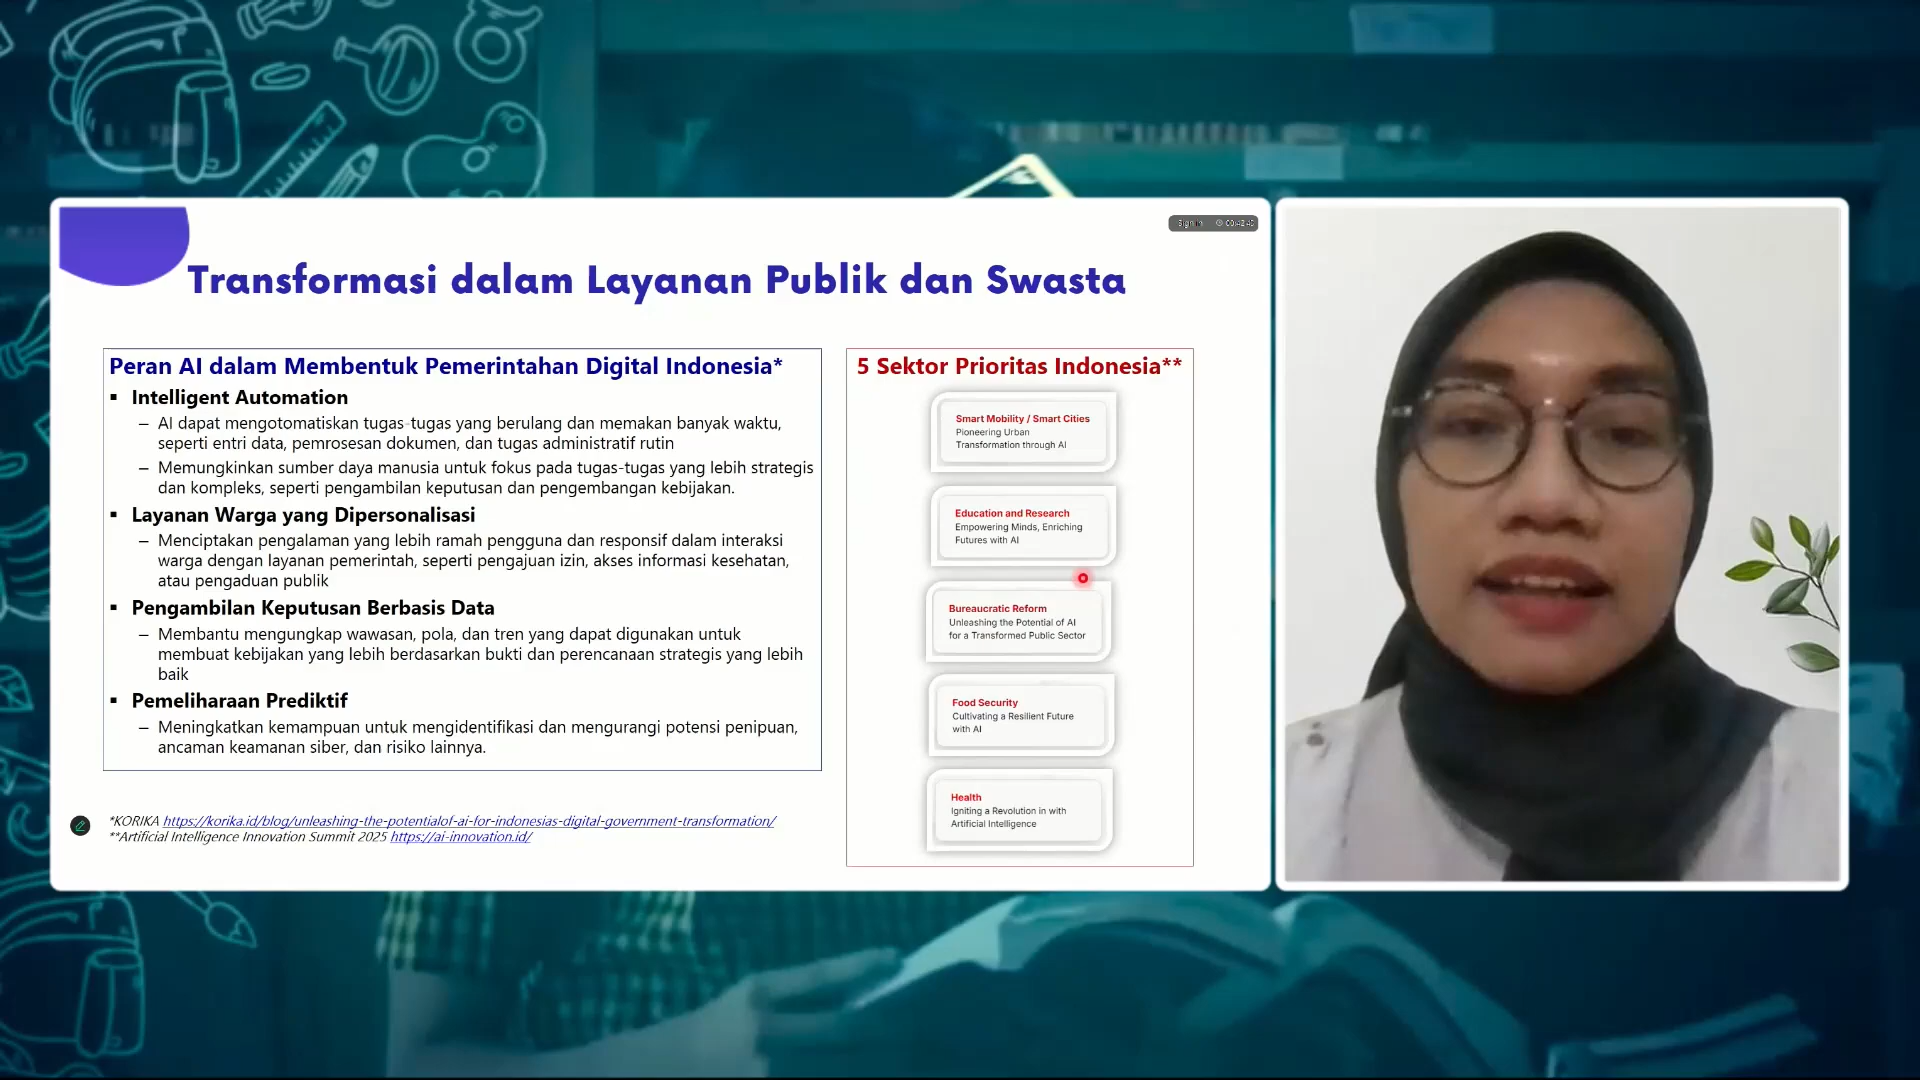 Sign in 00:42:40
Transformasi dalam Layanan Publik dan Swasta
Peran AI dalam Membentuk Pemerintahan Digital Indonesia*
▪ Intelligent Automation
– AI dapat mengotomatiskan tugas-tugas yang berulang dan memakan banyak waktu,
seperti entri data, pemrosesan dokumen, dan tugas administratif rutin
– Memungkinkan sumber daya manusia untuk fokus pada tugas-tugas yang lebih strategis
dan kompleks, seperti pengambilan keputusan dan pengembangan kebijakan.
▪ Layanan Warga yang Dipersonalisasi
– Menciptakan pengalaman yang lebih ramah pengguna dan responsif dalam interaksi
warga dengan layanan pemerintah, seperti pengajuan izin, akses informasi kesehatan,
atau pengaduan publik
▪ Pengambilan Keputusan Berbasis Data
– Membantu mengungkap wawasan, pola, dan tren yang dapat digunakan untuk
membuat kebijakan yang lebih berdasarkan bukti dan perencanaan strategis yang lebih
baik
▪ Pemeliharaan Prediktif
– Meningkatkan kemampuan untuk mengidentifikasi dan mengurangi potensi penipuan,
ancaman keamanan siber, dan risiko lainnya.
5 Sektor Prioritas Indonesia**
Smart Mobility / Smart Cities
Pioneering Urban
Transformation through AI
Education and Research
Empowering Minds, Enriching
Futures with AI
Bureaucratic Reform
Unleashing the Potential of AI
for a Transformed Public Sector
Food Security
Cultivating a Resilient Future
with AI
Health
Igniting a Revolution in with
Artificial Intelligence
*KORIKA https://korika.id/blog/unleashing-the-potentialof-ai-for-indonesias-digital-government-transformation/
**Artificial Intelligence Innovation Summit 2025 https://ai-innovation.id/